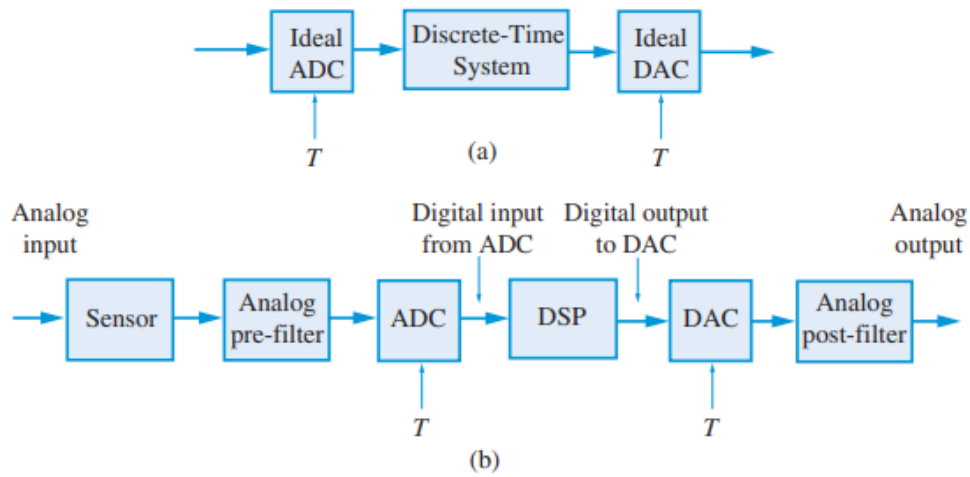 Ideal
ADC
Discrete-Time
System
Ideal
DAC
T
(a)
T
Analog
input
Digital input
from ADC
Digital output
to DAC
Analog
output
Sensor
Analog
pre-filter
ADC
DSP
DAC
Analog
post-filter
T
T
(b)